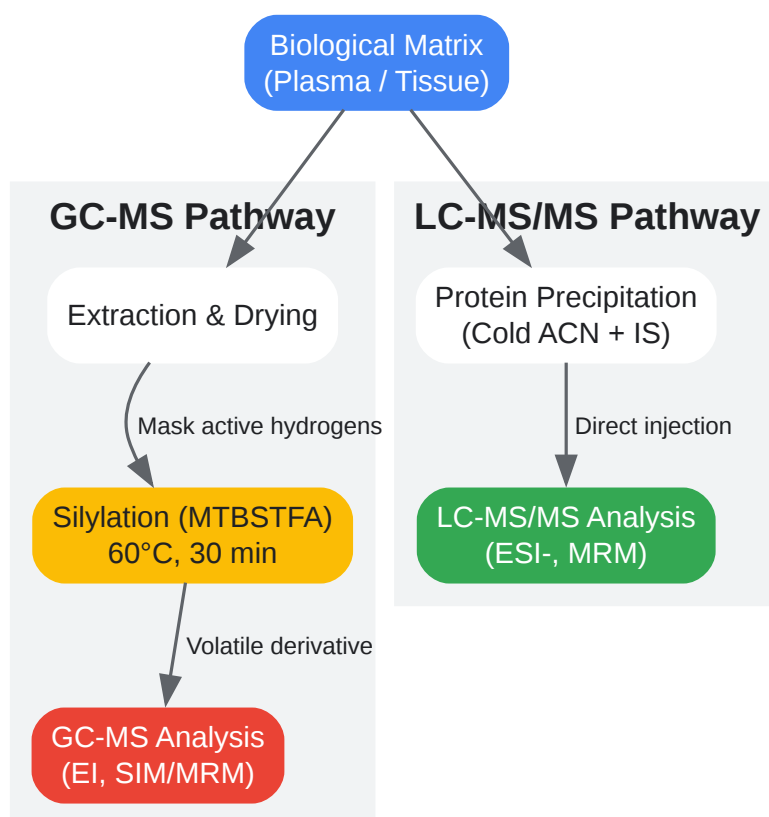 Biological Matrix
(Plasma / Tissue)
GC-MS Pathway
Extraction & Drying
Mask active hydrogens
Silylation (MTBSTFA)
60°C, 30 min
Volatile derivative
GC-MS Analysis
(EI, SIM/MRM)
LC-MS/MS Pathway
Protein Precipitation
(Cold ACN + IS)
Direct injection
LC-MS/MS Analysis
(ESI-, MRM)